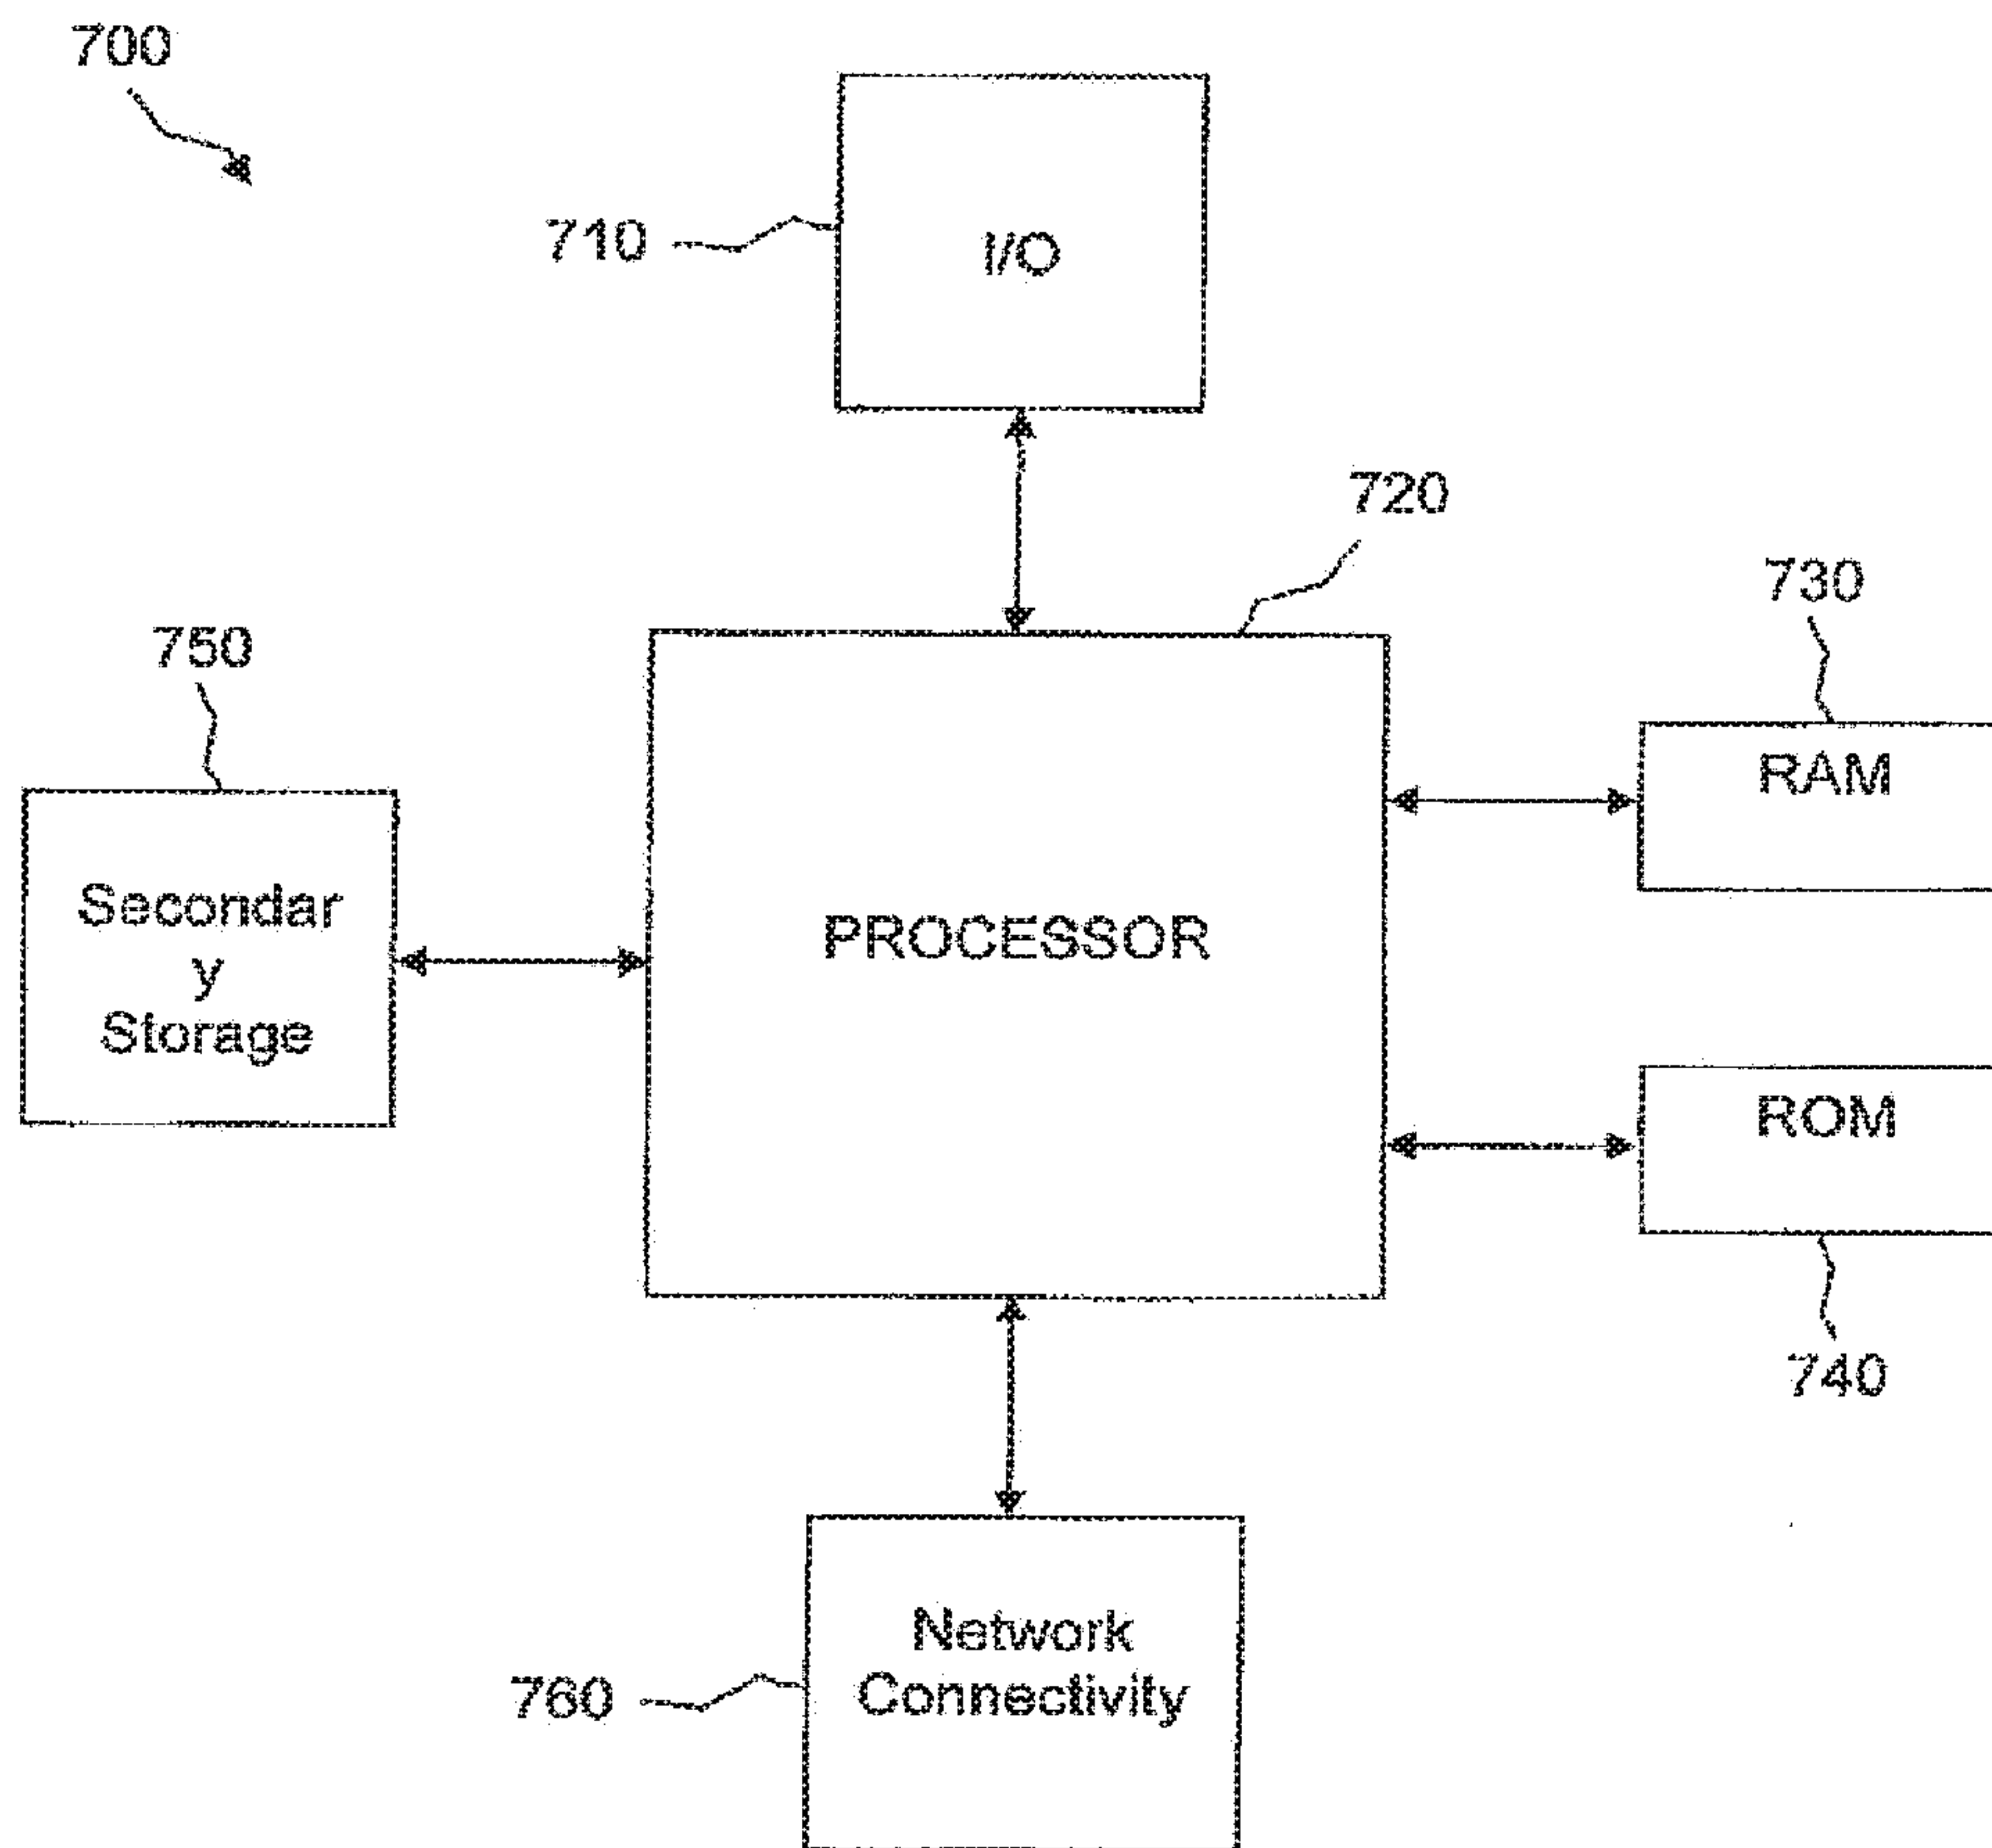 700
710
I/O
720
730
750
RAM
Secondar
y
Storage
PROCESSOR
ROM
740
Network
Connectivity
760